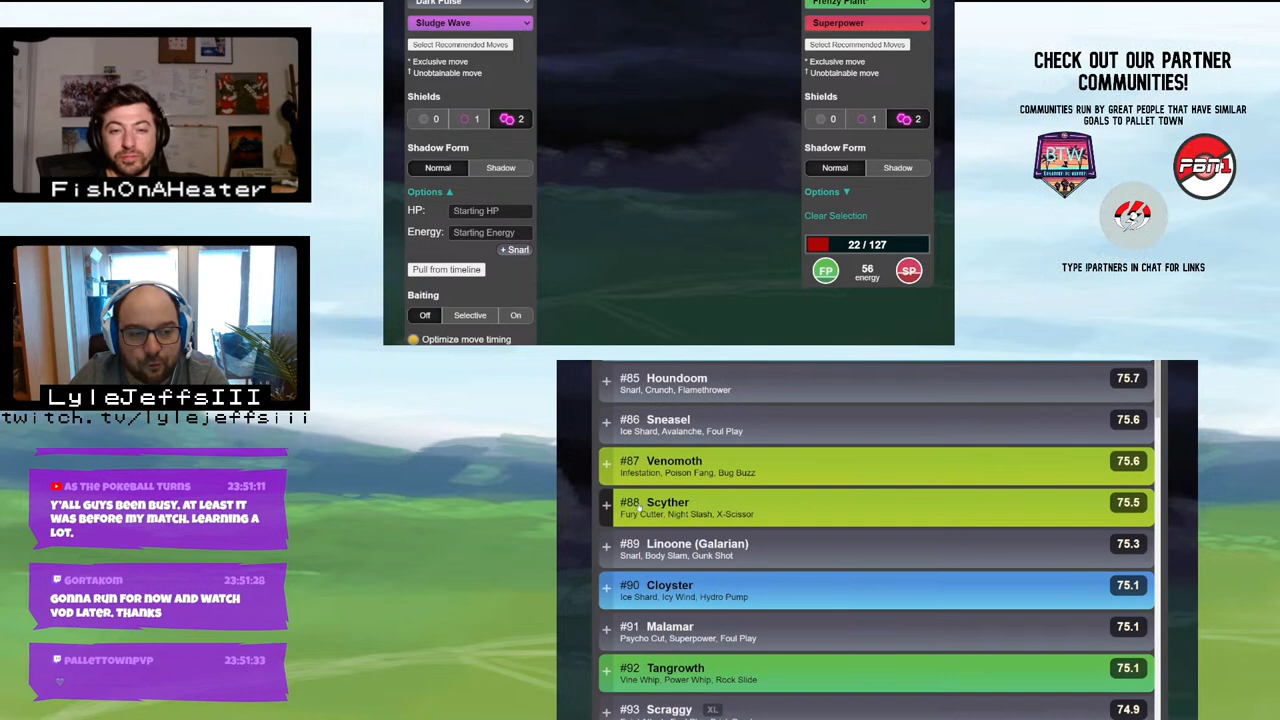 FishOnAHeater
LyleJeffsIII
twitch.tv/lylejeffsiii
AS THE POKEBALL TURNS
23:51:11
Y'ALL GUYS BEEN BUSY. AT LEAST IT
WAS BEFORE MY MATCH. LEARNING A
LOT.
GORTAKOM
23:51:28
GONNA RUN FOR NOW AND WATCH
VOD LATER. THANKS
PALLETTOWNPVP
23:51:33
Dark Pulse
Sludge Wave
Select Recommended Moves
* Exclusive move
† Unobtainable move
Shields
0
1
2
Shadow Form
Normal
Shadow
Options ▲
HP:
Starting HP
Energy:
Starting Energy
+ Snarl
Pull from timeline
Baiting
Off
Selective
On
Optimize move timing
Frenzy Plant*
Superpower
Select Recommended Moves
* Exclusive move
† Unobtainable move
Shields
0
1
2
Shadow Form
Normal
Shadow
Options ▼
Clear Selection
22 / 127
FP
56
energy
SP
CHECK OUT OUR PARTNER
COMMUNITIES!
COMMUNITIES RUN BY GREAT PEOPLE THAT HAVE SIMILAR
GOALS TO PALLET TOWN
BTW
PBN1
TYPE !PARTNERS IN CHAT FOR LINKS
#85 Houndoom
75.7
Snarl, Crunch, Flamethrower
#86 Sneasel
75.6
Ice Shard, Avalanche, Foul Play
#87 Venomoth
75.6
Infestation, Poison Fang, Bug Buzz
#88 Scyther
75.5
Fury Cutter, Night Slash, X-Scissor
#89 Linoone (Galarian)
75.3
Snarl, Body Slam, Gunk Shot
#90 Cloyster
75.1
Ice Shard, Icy Wind, Hydro Pump
#91 Malamar
75.1
Psycho Cut, Superpower, Foul Play
#92 Tangrowth
75.1
Vine Whip, Power Whip, Rock Slide
#93 Scraggy XL
74.9